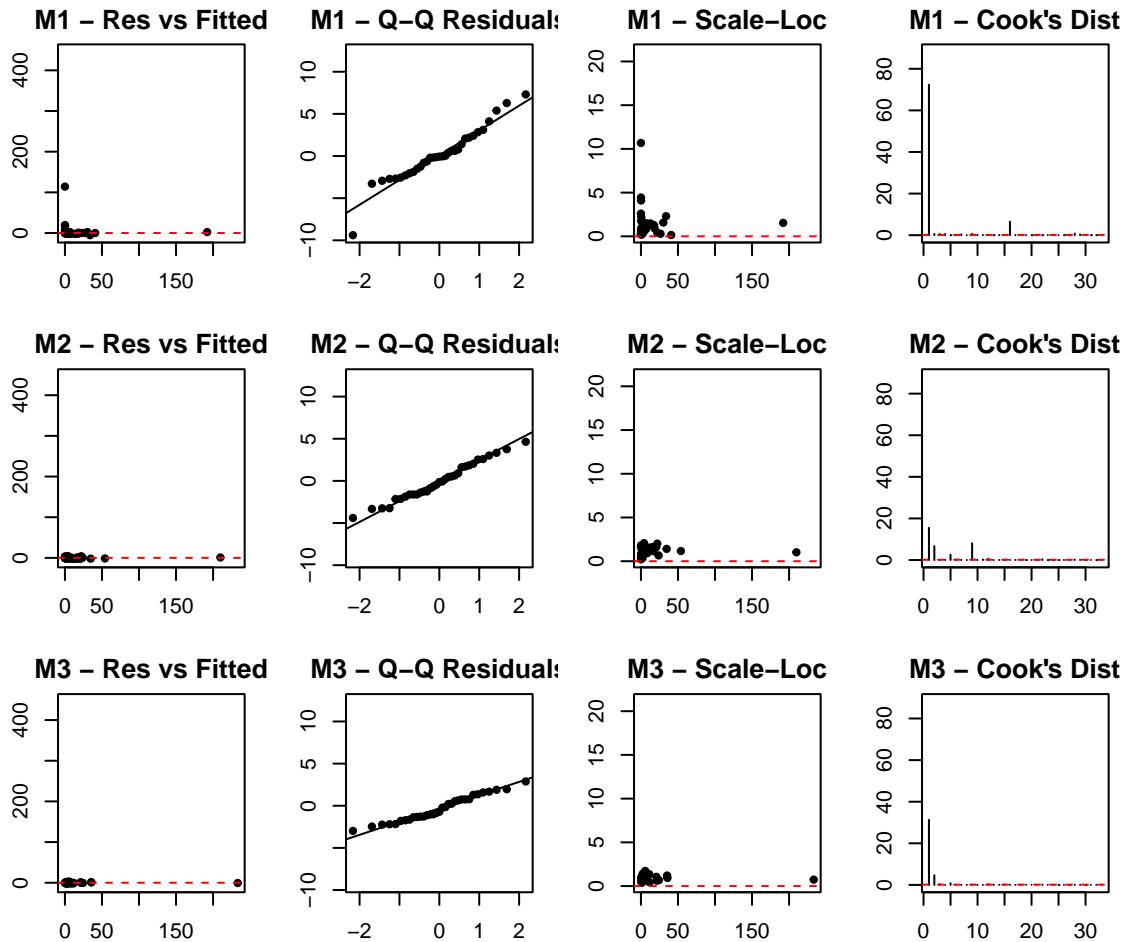 M1 − Res vs Fitted
0 200 400
0 50 150
M1 − Q−Q Residuals
−10 0 5 10
−2 0 1 2
M1 − Scale−Loc
0 5 10 15 20
0 50 150
M1 − Cook's Dist
0 20 40 60 80
0 10 20 30
M2 − Res vs Fitted
0 200 400
0 50 150
M2 − Q−Q Residuals
−10 0 5 10
−2 0 1 2
M2 − Scale−Loc
0 5 10 15 20
0 50 150
M2 − Cook's Dist
0 20 40 60 80
0 10 20 30
M3 − Res vs Fitted
0 200 400
0 50 150
M3 − Q−Q Residuals
−10 0 5 10
−2 0 1 2
M3 − Scale−Loc
0 5 10 15 20
0 50 150
M3 − Cook's Dist
0 20 40 60 80
0 10 20 30